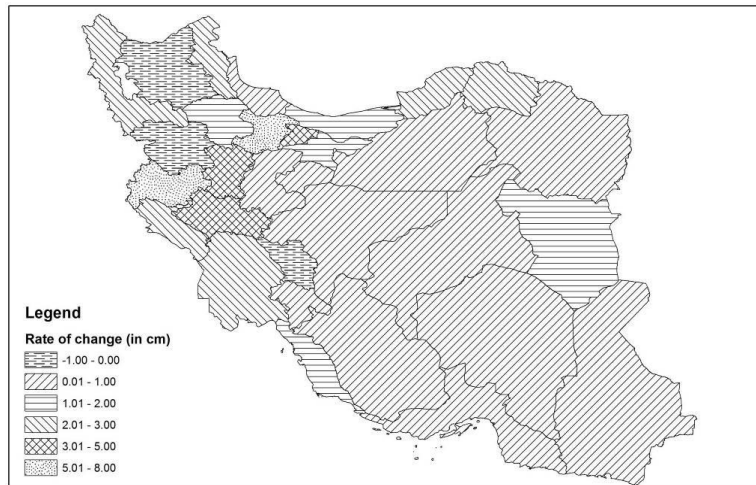 Legend
Rate of change (in cm)
-1.00 - 0.00
0.01 - 1.00
1.01 - 2.00
2.01 - 3.00
3.01 - 5.00
5.01 - 8.00